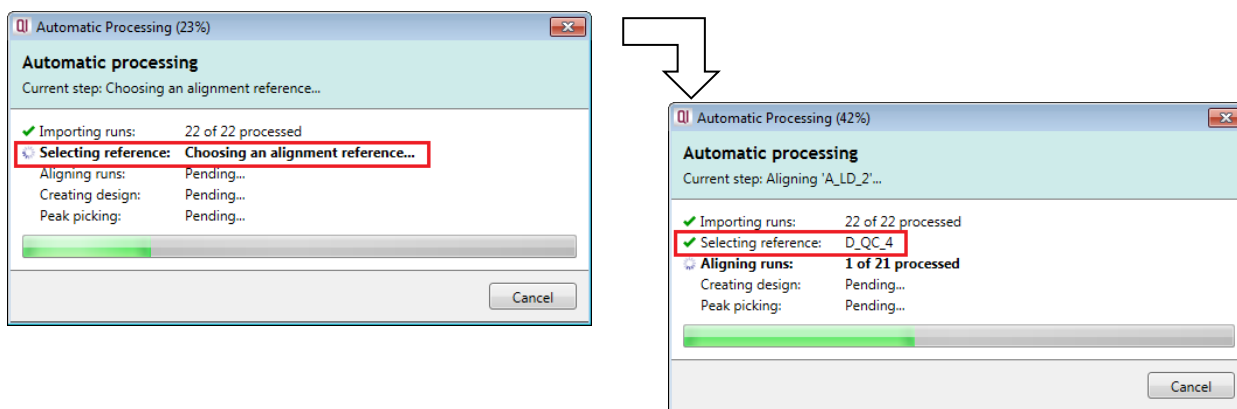 QI Automatic Processing (23%)
Automatic processing
Current step: Choosing an alignment reference...
Importing runs: 22 of 22 processed
Selecting reference: Choosing an alignment reference...
Aligning runs: Pending...
Creating design: Pending...
Peak picking: Pending...
Cancel
QI Automatic Processing (42%)
Automatic processing
Current step: Aligning 'A_LD_2'...
Importing runs: 22 of 22 processed
Selecting reference: D_QC_4
Aligning runs: 1 of 21 processed
Creating design: Pending...
Peak picking: Pending...
Cancel